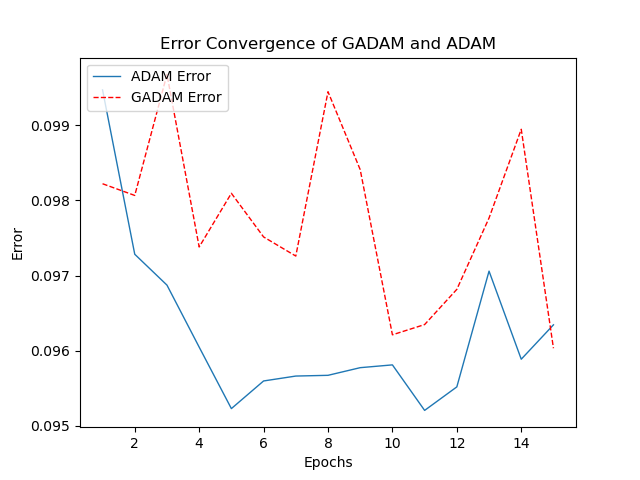 Error Convergence of GADAM and ADAM
ADAM Error
GADAM Error
0.099
0.098
0.097
0.096
0.095
Error
2 4 6 8 10 12 14
Epochs